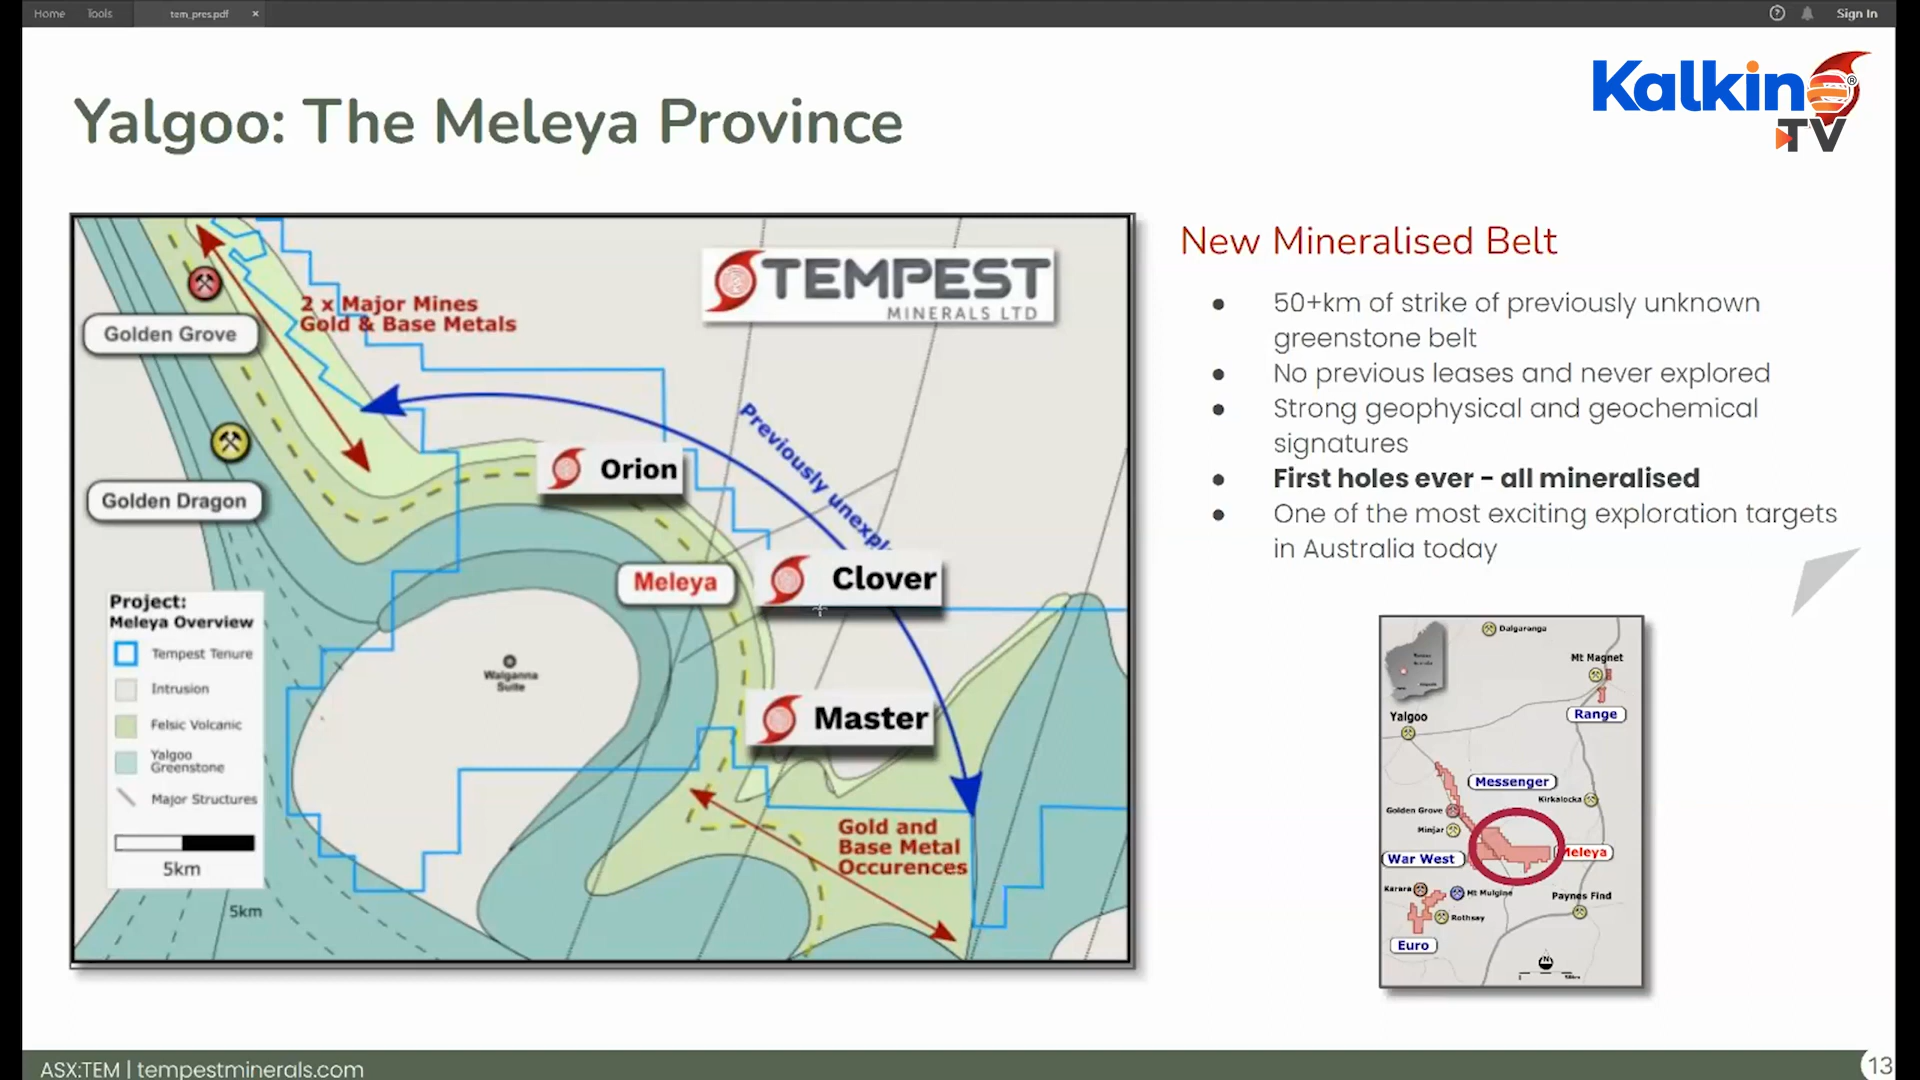 Home Tools tem_pres.pdf × Sign In
Kalkin
TV
Yalgoo: The Meleya Province
TEMPEST
MINERALS LTD
2 x Major Mines
Gold & Base Metals
Golden Grove
Golden Dragon
Orion
Previously unexpl
Clover
Meleya
Master
Walganna
Suite
Gold and
Base Metal
Occurences
Project:
Meleya Overview
Tempest Tenure
Intrusion
Felsic Volcanic
Yalgoo
Greenstone
Major Structures
5km
5km
New Mineralised Belt
● 50+km of strike of previously unknown
greenstone belt
● No previous leases and never explored
● Strong geophysical and geochemical
signatures
● First holes ever - all mineralised
● One of the most exciting exploration targets
in Australia today
Dalgaranga
Mt Magnet
Range
Yalgoo
Messenger
Kirkalocka
Golden Grove
Minjar
War West
Meleya
Karara
Mt Mulgine
Paynes Find
Rothsay
Euro
N
ASX:TEM | tempestminerals.com
13